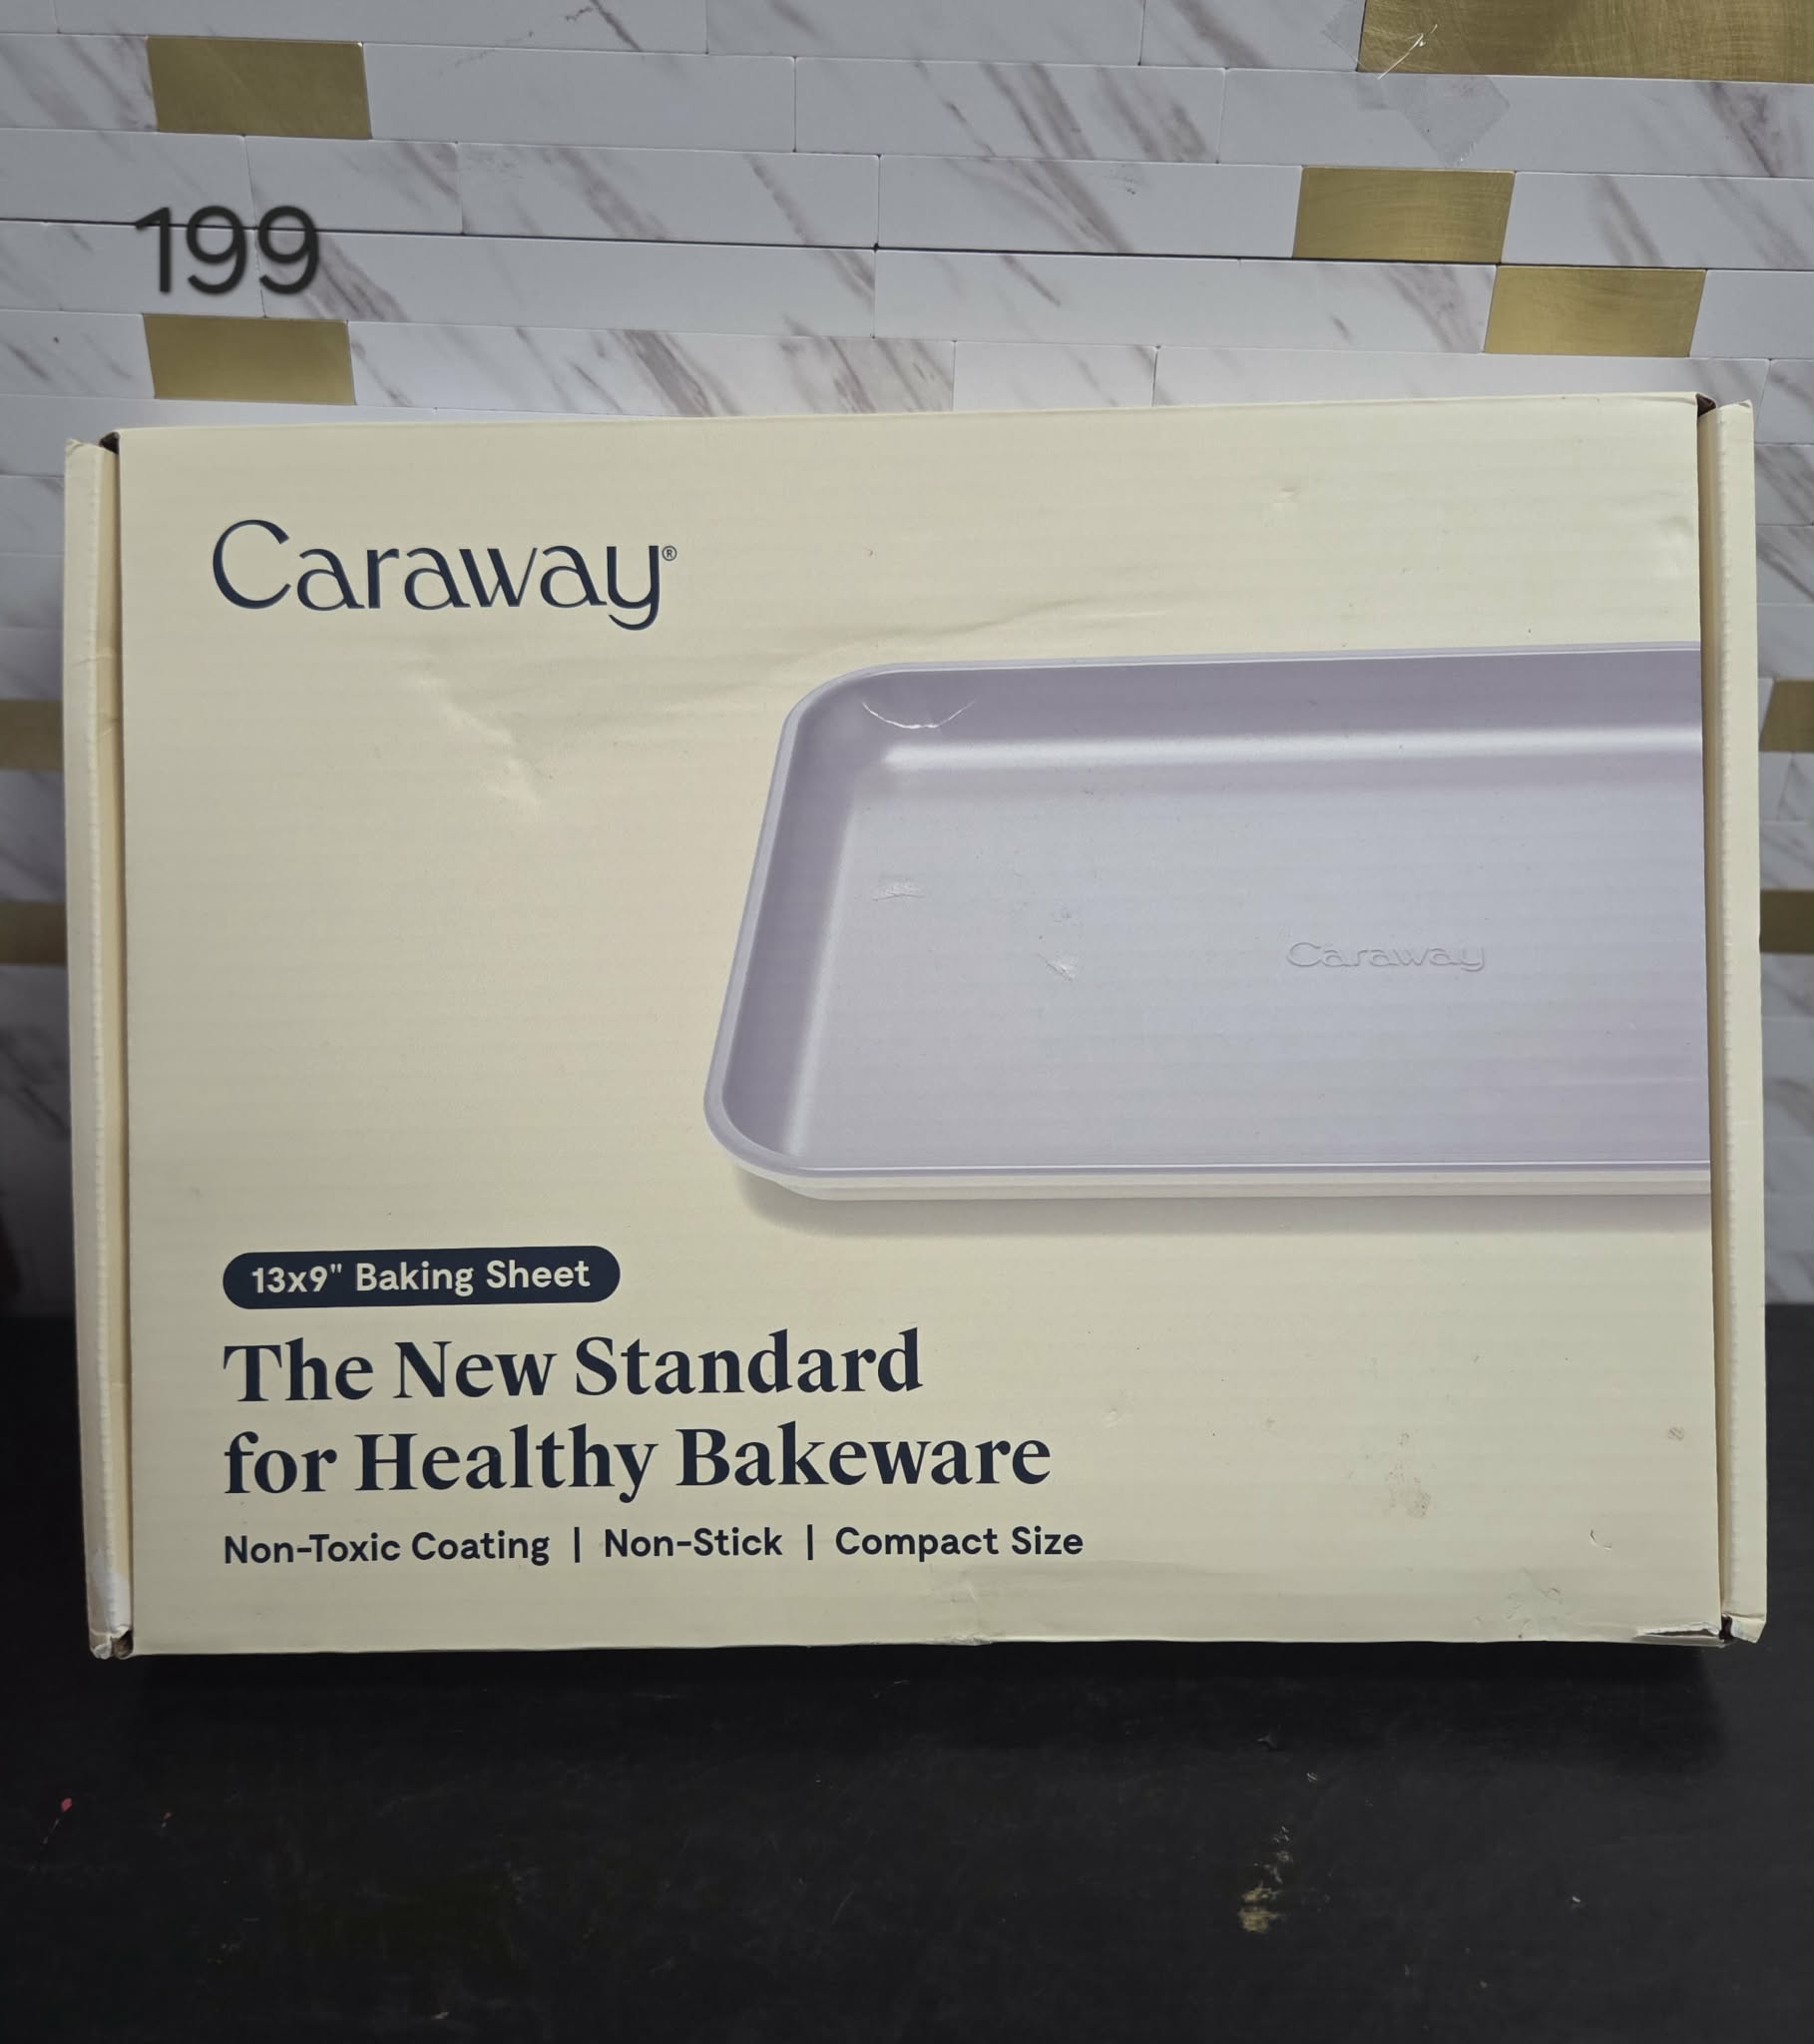 199
Caraway®
Caraway
13x9" Baking Sheet
The New Standard
for Healthy Bakeware
Non-Toxic Coating | Non-Stick | Compact Size